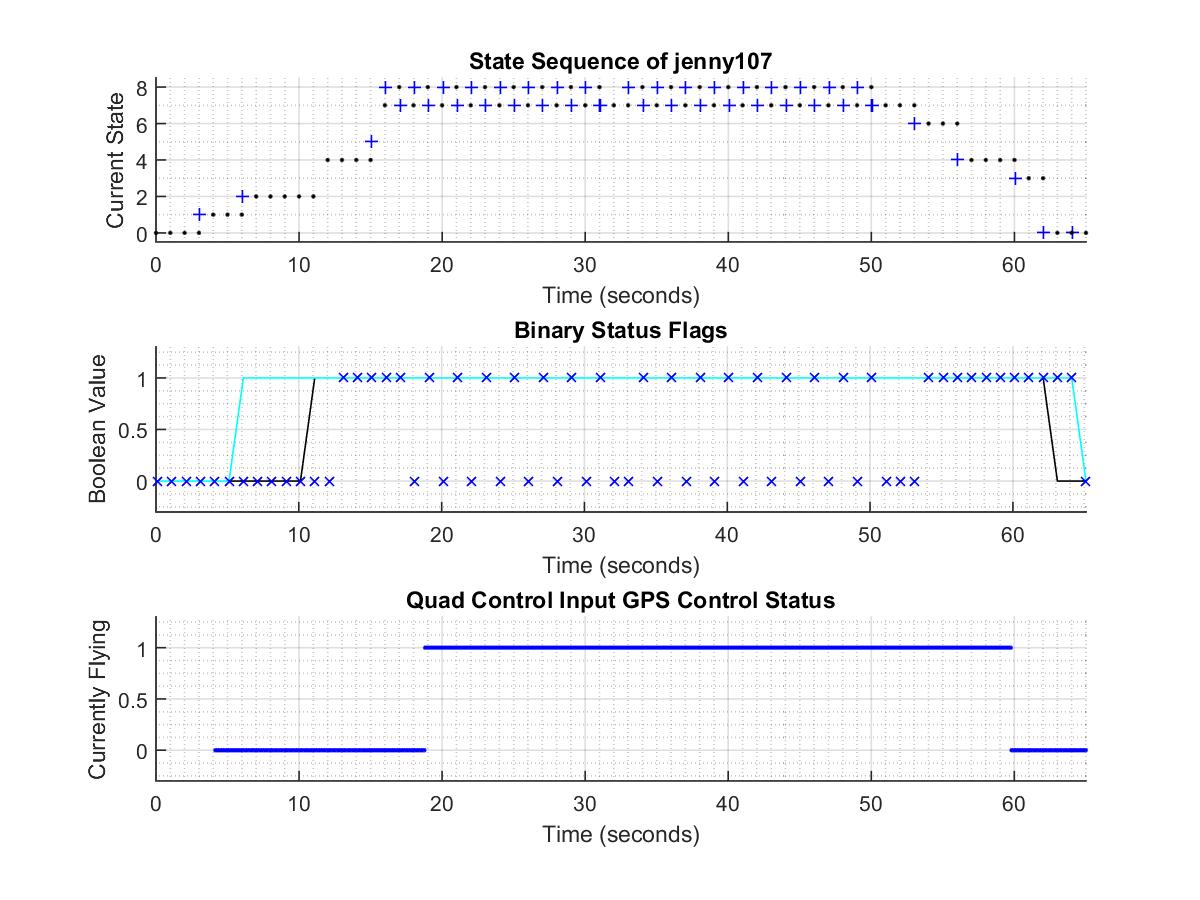 State Sequence of jenny107
Current State
8
6
4
2
0
0 10 20 30 40 50 60
Time (seconds)
Binary Status Flags
Boolean Value
1
0.5
0
0 10 20 30 40 50 60
Time (seconds)
Quad Control Input GPS Control Status
Currently Flying
1
0.5
0
0 10 20 30 40 50 60
Time (seconds)